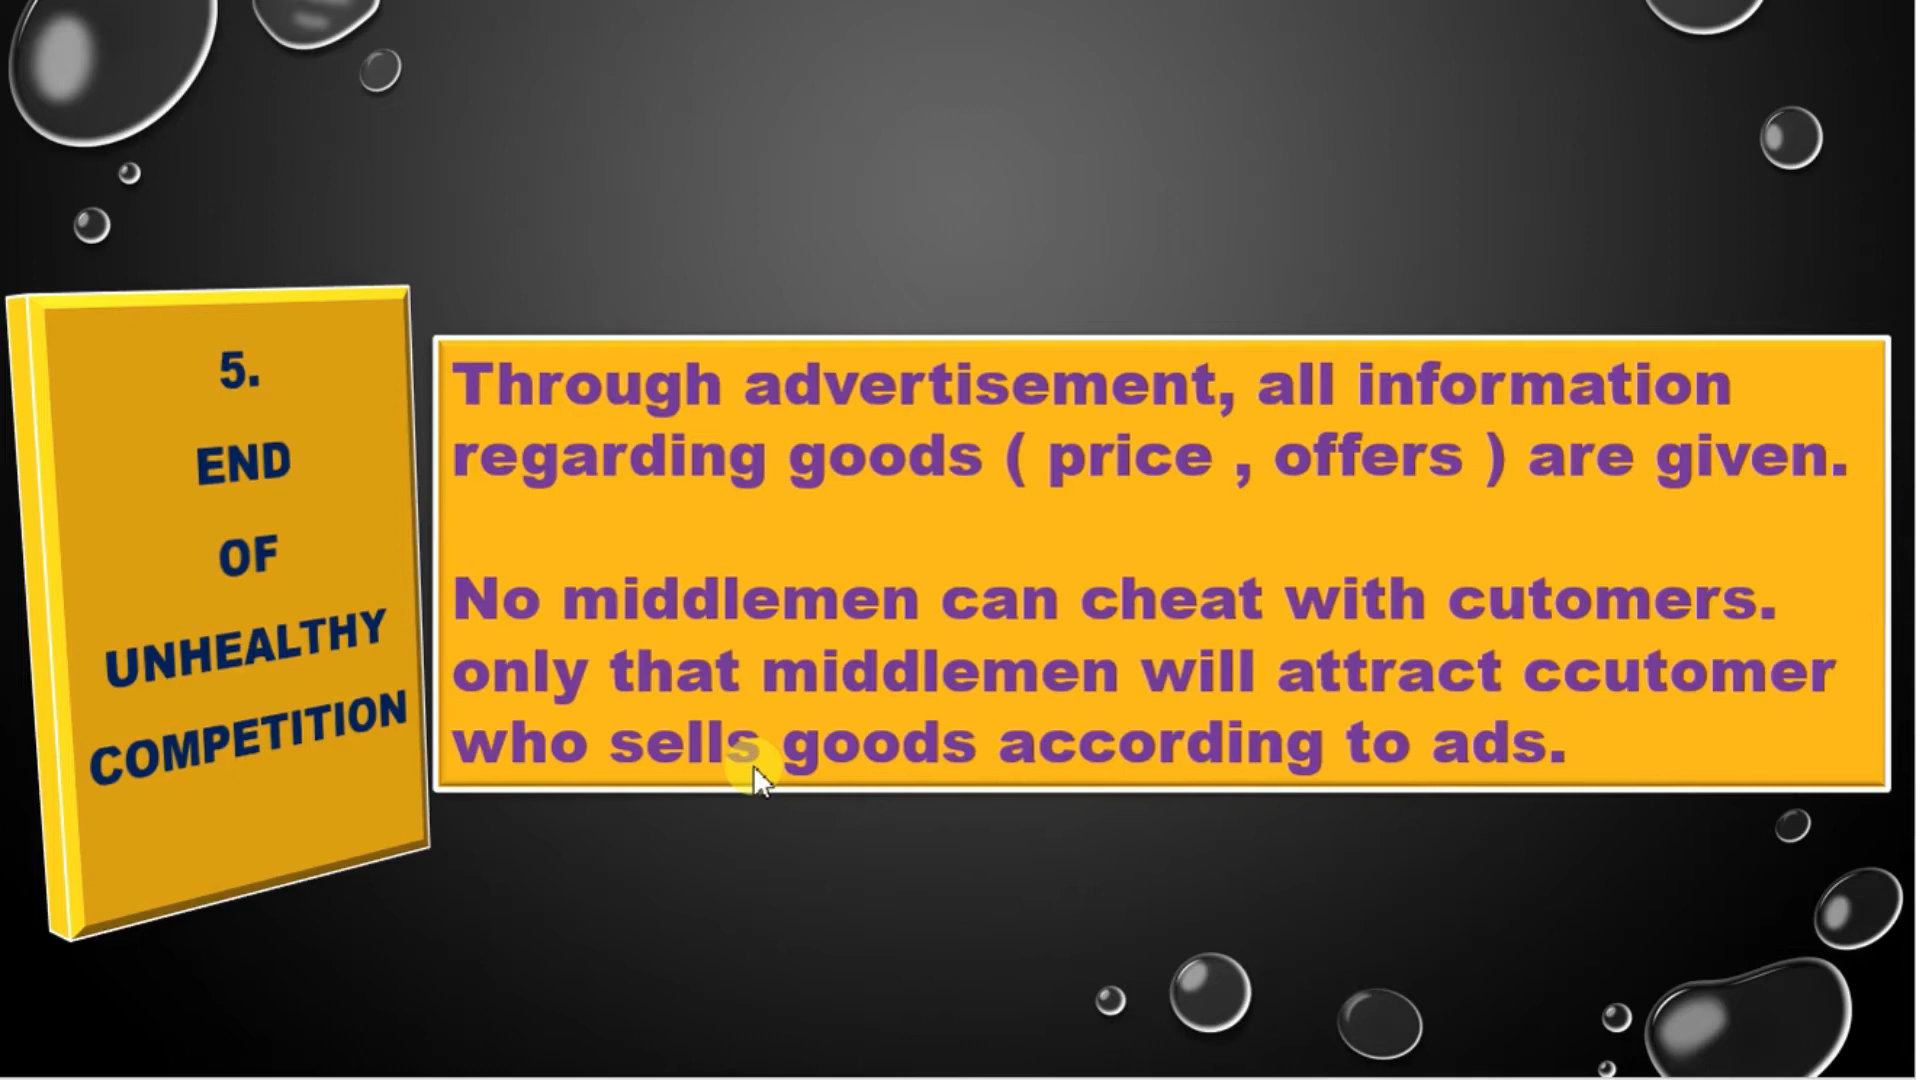 5.
END
OF
UNHEALTHY
COMPETITION
Through advertisement, all information
regarding goods ( price , offers ) are given.
No middlemen can cheat with cutomers.
only that middlemen will attract ccutomer
who sells goods according to ads.